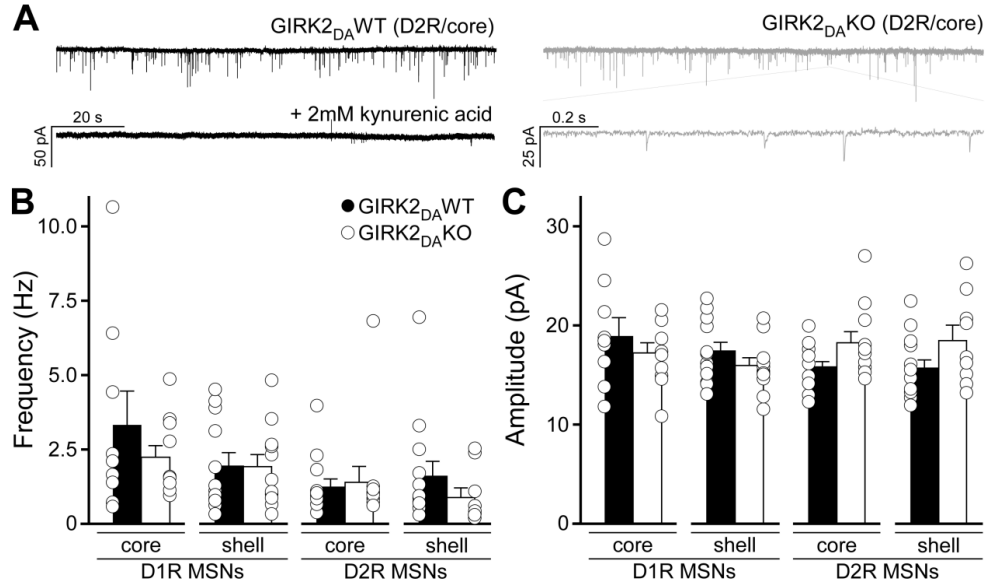 A
GIRK2DAWT (D2R/core)
GIRK2DAKO (D2R/core)
+ 2mM kynurenic acid
20 s
50 pA
0.2 s
25 pA
B
GIRK2DAWT
GIRK2DAKO
Frequency (Hz)
10.0
7.5
5.0
2.5
0
core shell core shell
D1R MSNs D2R MSNs
C
Amplitude (pA)
30
20
10
0
core shell core shell
D1R MSNs D2R MSNs